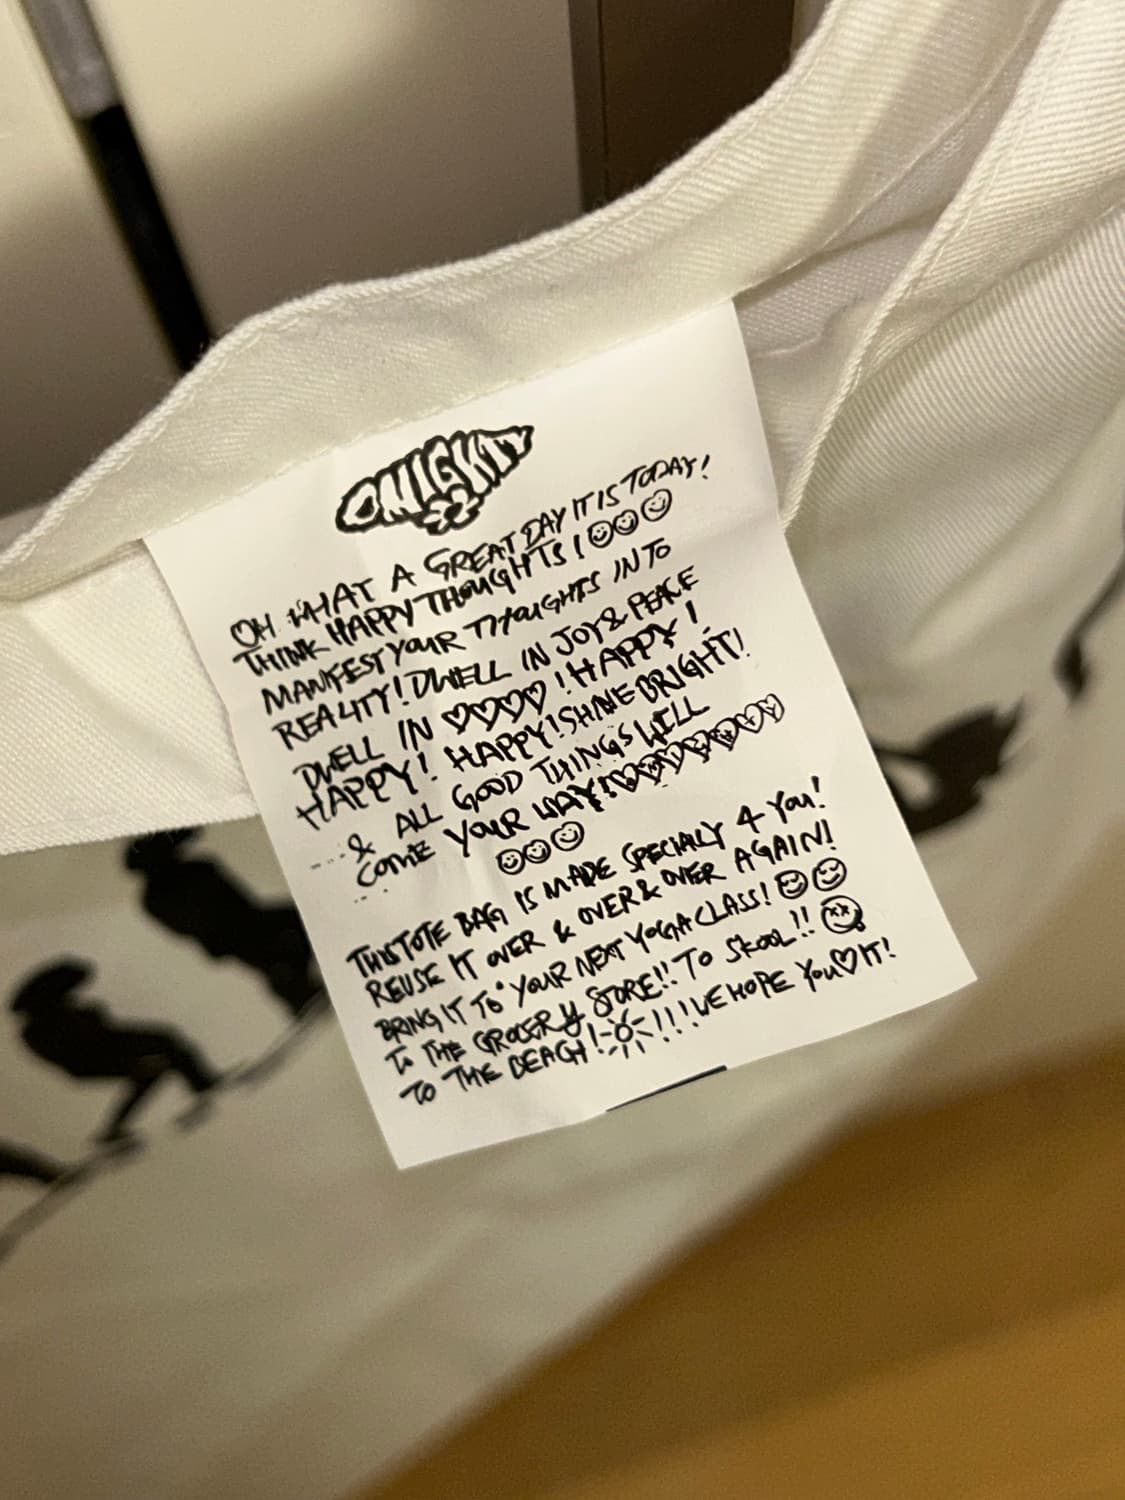 OMIGHTY
OH WHAT A GREAT DAY IT IS TODAY!
THINK HAPPY THOUGHTS! ☺☺☺
MANIFEST YOUR THOUGHTS INTO
REALITY! DWELL IN JOY & PEACE
DWELL IN ♡♡♡♡! HAPPY!
HAPPY! HAPPY! SHINE BRIGHT!
....& ALL GOOD THINGS WILL
COME YOUR WAY! ♡♡♡♡♡♡♡♡
☺☺☺
THIS TOTE BAG IS MADE SPECIALLY 4 YOU!
REUSE IT OVER & OVER & OVER AGAIN!
BRING IT TO YOUR NEXT YOGA CLASS! ☺☺
TO THE GROCERY STORE!! TO SKOOL!!
TO THE BEACH! ☼!!! WE HOPE YOU ♡ IT!